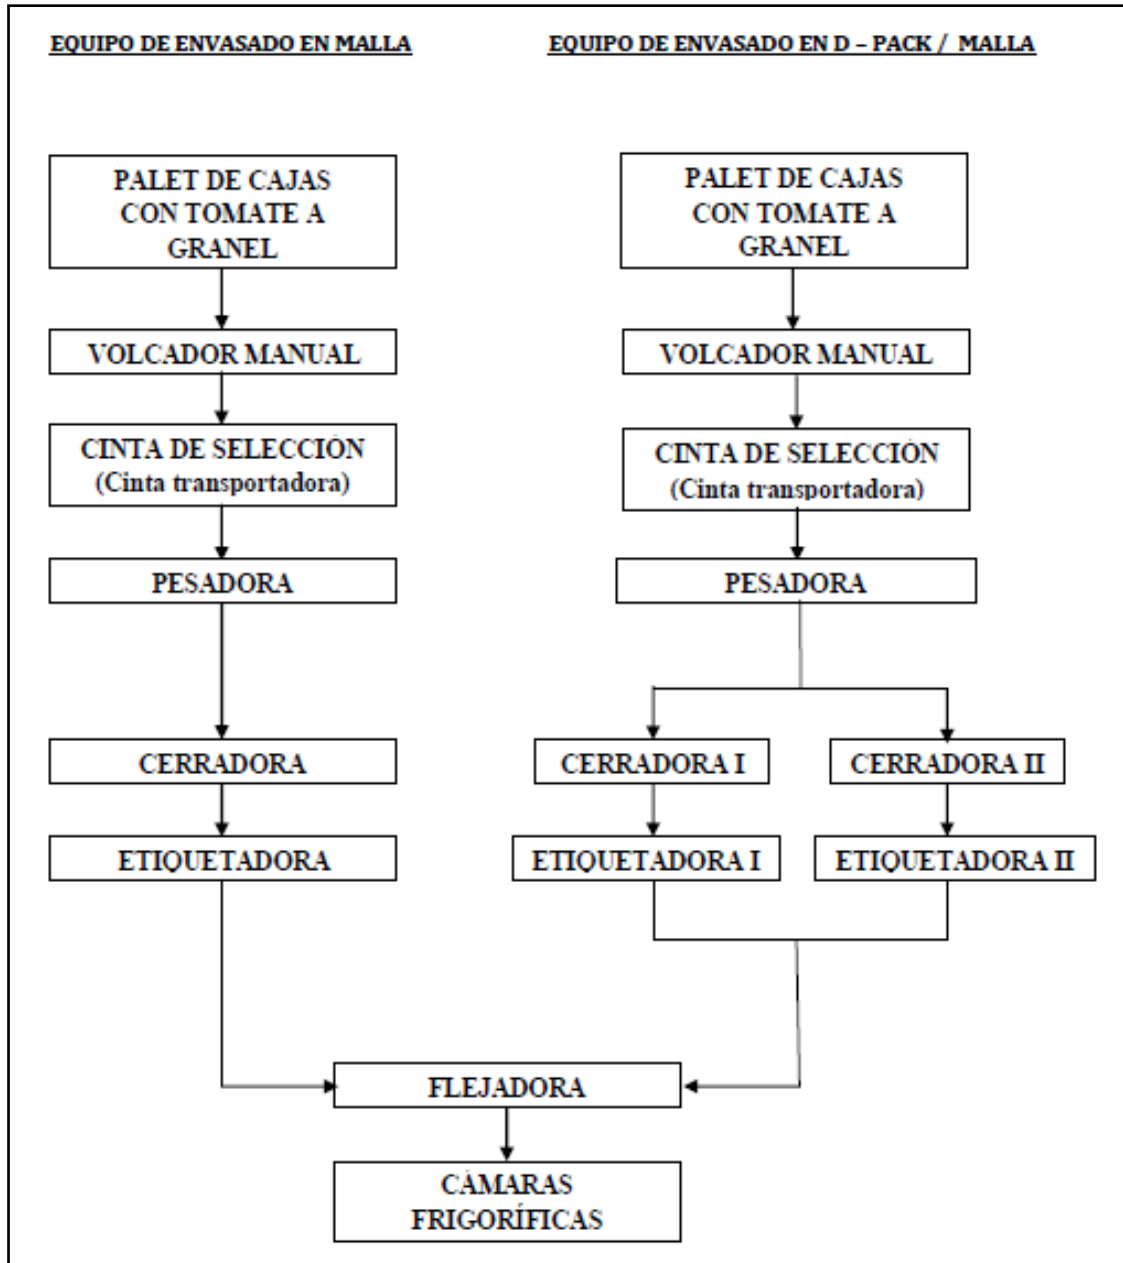 EQUIPO DE ENVASADO EN MALLA
EQUIPO DE ENVASADO EN D – PACK / MALLA
PALET DE CAJAS
CON TOMATE A
GRANEL
PALET DE CAJAS
CON TOMATE A
GRANEL
VOLCADOR MANUAL
VOLCADOR MANUAL
CINTA DE SELECCIÓN
(Cinta transportadora)
CINTA DE SELECCIÓN
(Cinta transportadora)
PESADORA
PESADORA
CERRADORA
CERRADORA I
CERRADORA II
ETIQUETADORA
ETIQUETADORA I
ETIQUETADORA II
FLEJADORA
CÁMARAS
FRIGORÍFICAS